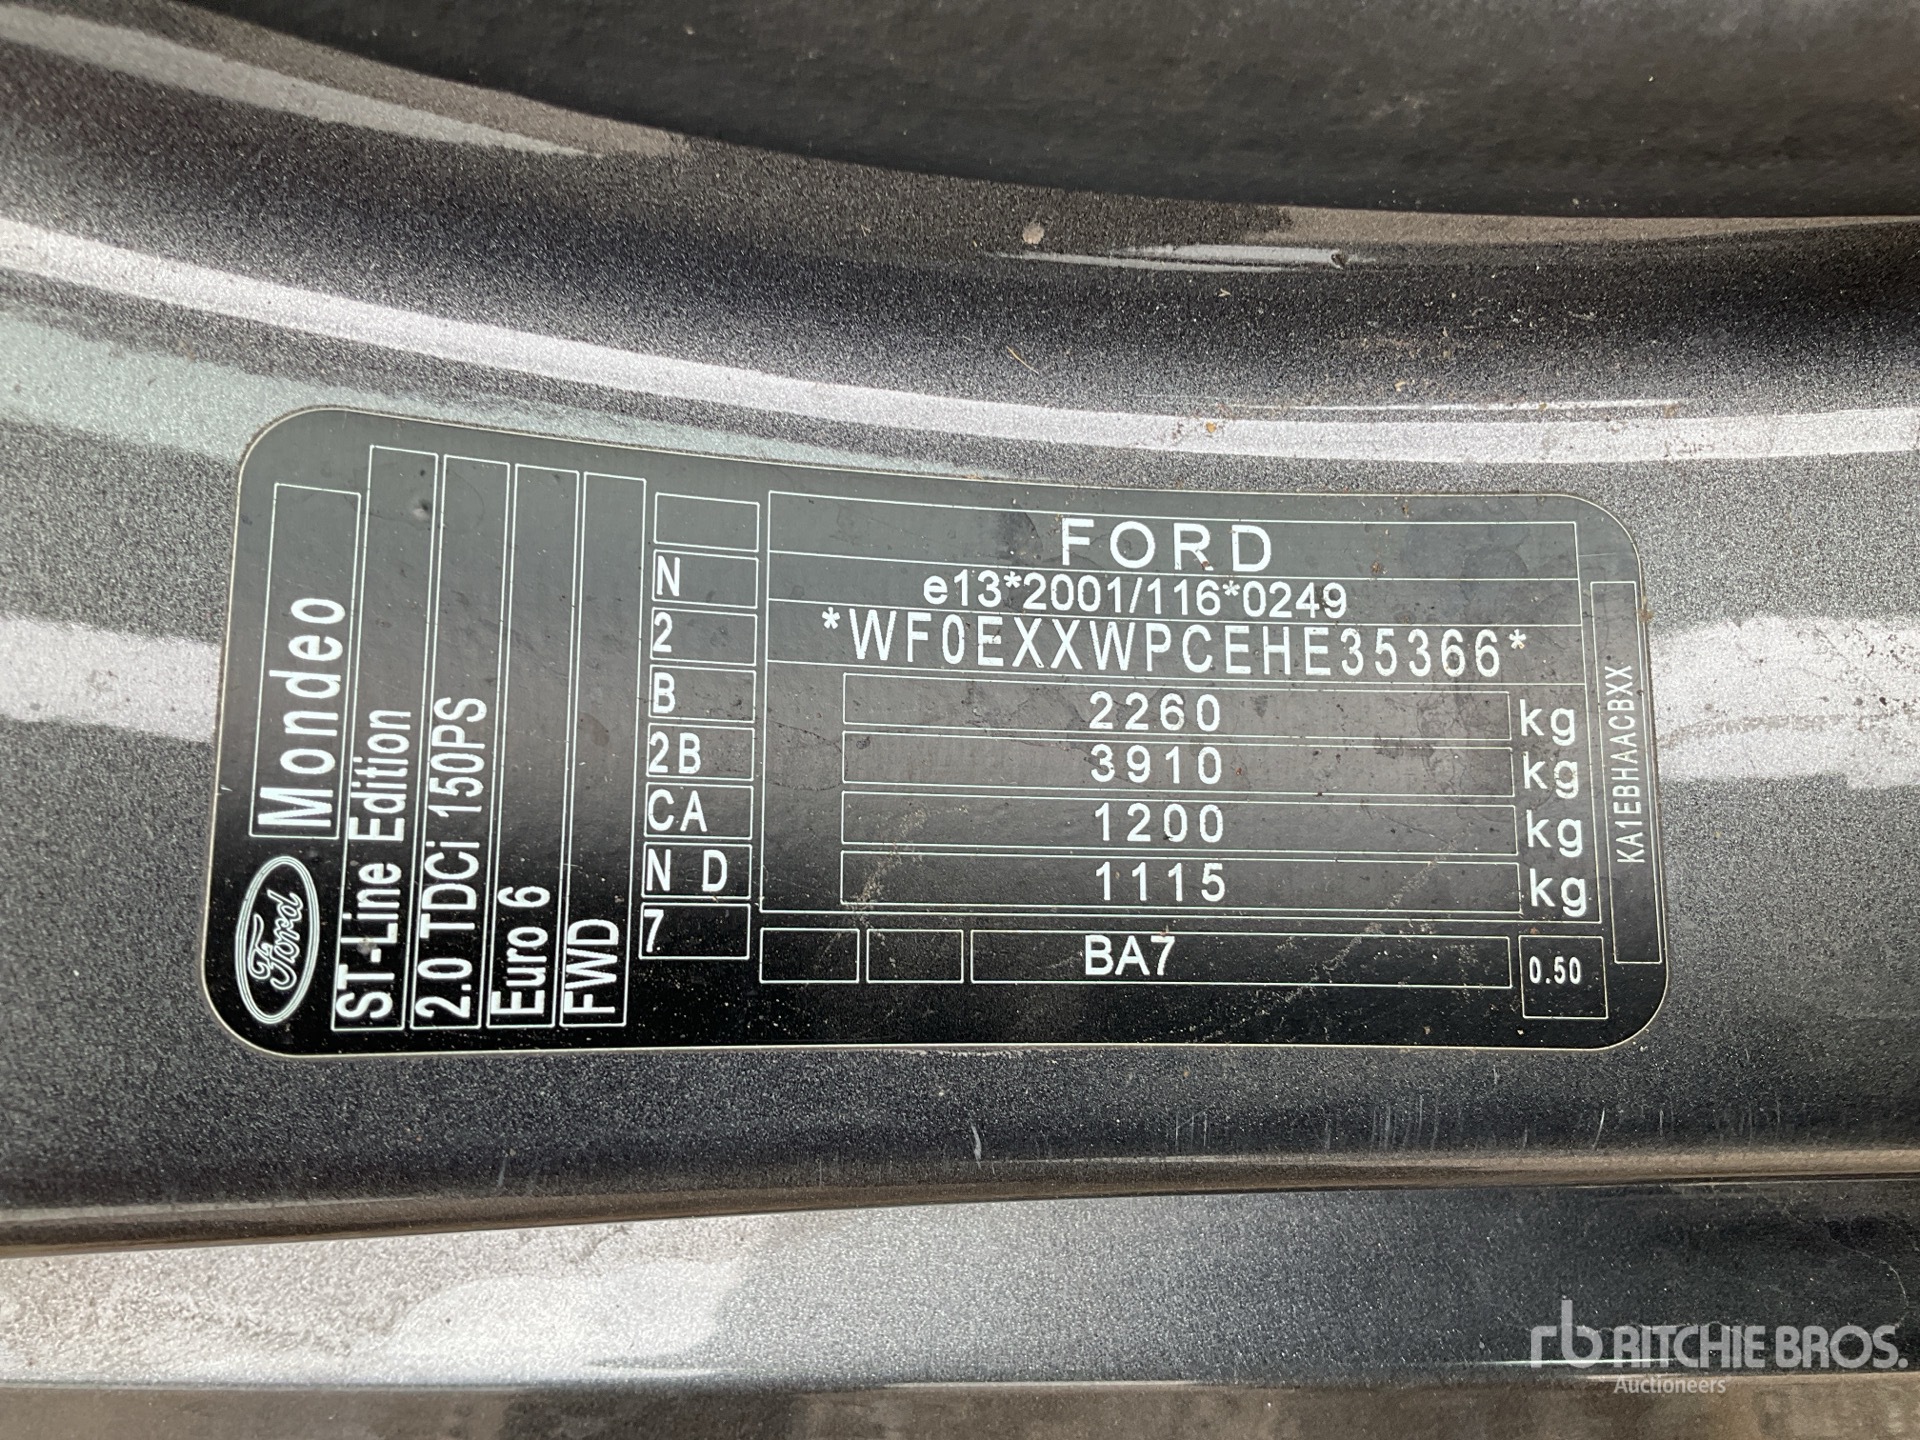 Ford
Mondeo
ST-Line Edition
2.0 TDCi 150PS
Euro 6
FWD
N
2
B
2B
CA
N D
7
FORD
e13*2001/116*0249
*WF0EXXWPCEHE35366*
2260 kg
3910 kg
1200 kg
1115 kg
BA7
0.50
KA1EBHAACBXX
rb RITCHIE BROS.
Auctioneers